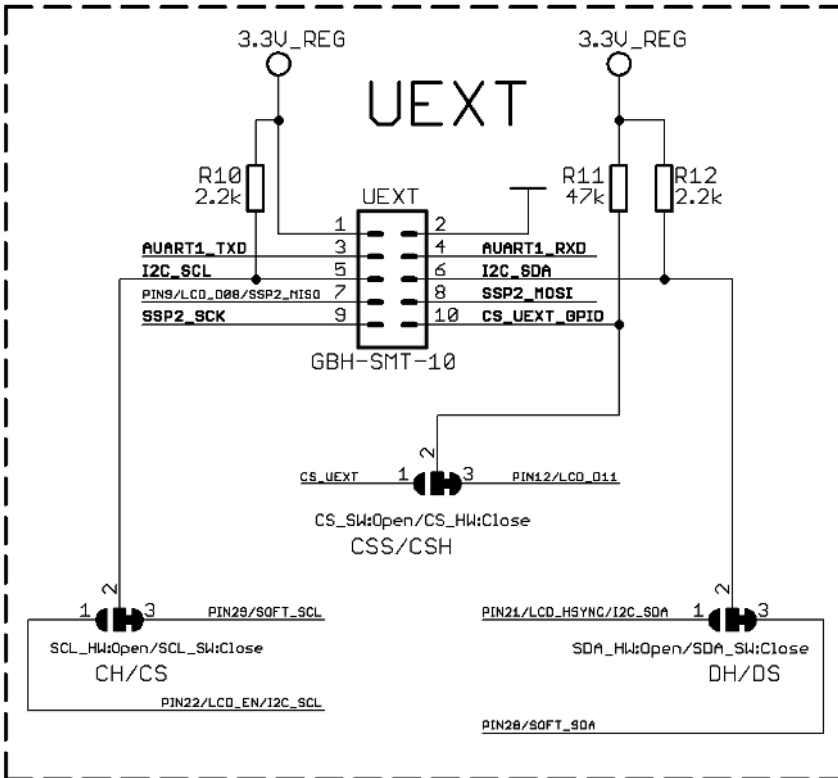 3.3V_REG
3.3V_REG
UEXT
R10
2.2k
R11
47k
R12
2.2k
UEXT
1
2
AUART1_TXD
3
4
AUART1_RXD
I2C_SCL
5
6
I2C_SDA
PIN9/LCD_D08/SSP2_MISO
7
8
SSP2_MOSI
SSP2_SCK
9
10
CS_UEXT_GPIO
GBH-SMT-10
2
CS_UEXT
1
3
PIN12/LCD_D11
CS_SW:Open/CS_HW:Close
CSS/CSH
2
1
3
PIN29/SOFT_SCL
SCL_HW:Open/SCL_SW:Close
CH/CS
PIN22/LCD_EN/I2C_SCL
2
PIN21/LCD_HSYNC/I2C_SDA
1
3
SDA_HW:Open/SDA_SW:Close
DH/DS
PIN28/SOFT_SDA